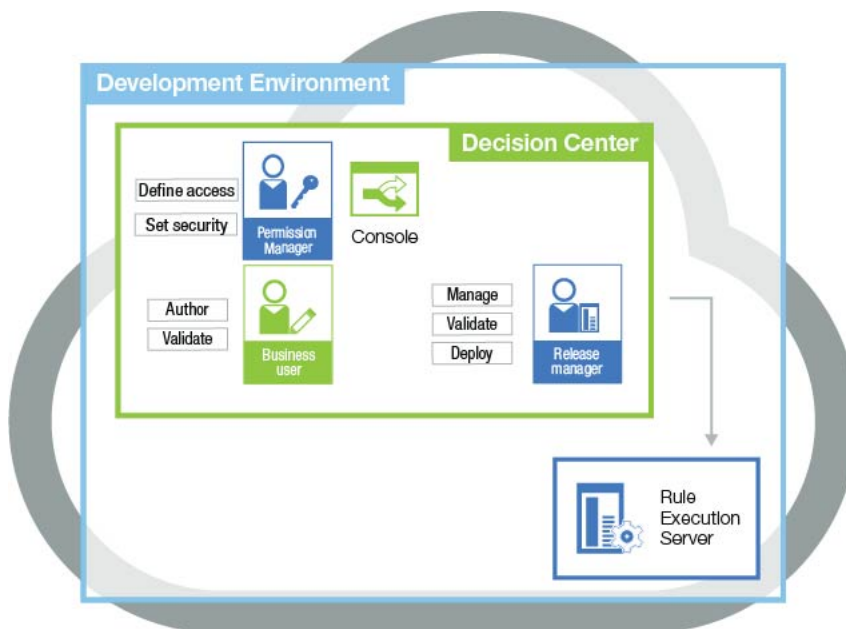 Development Environment
Decision Center
Define access
Set security
Permission
Manager
Console
Author
Validate
Business
user
Manage
Validate
Deploy
Release
manager
Rule
Execution
Server